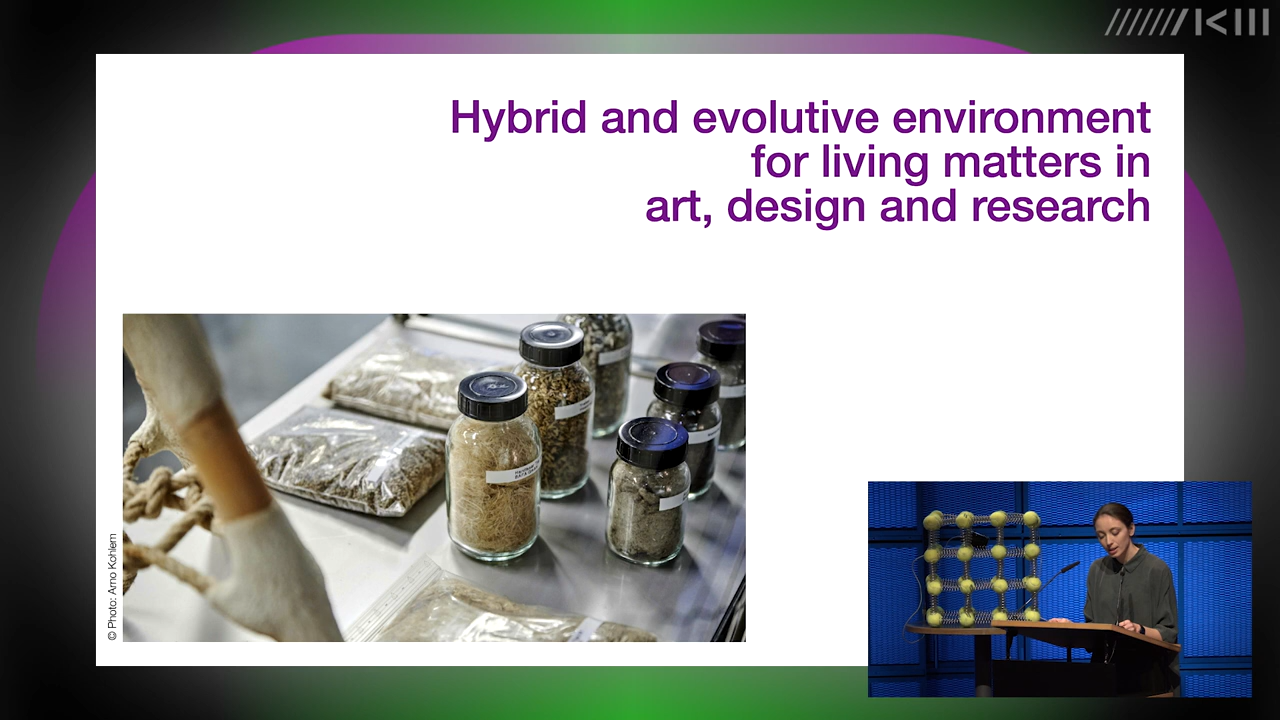 Hybrid and evolutive environment
for living matters in
art, design and research
© Photo: Arno Kohlem